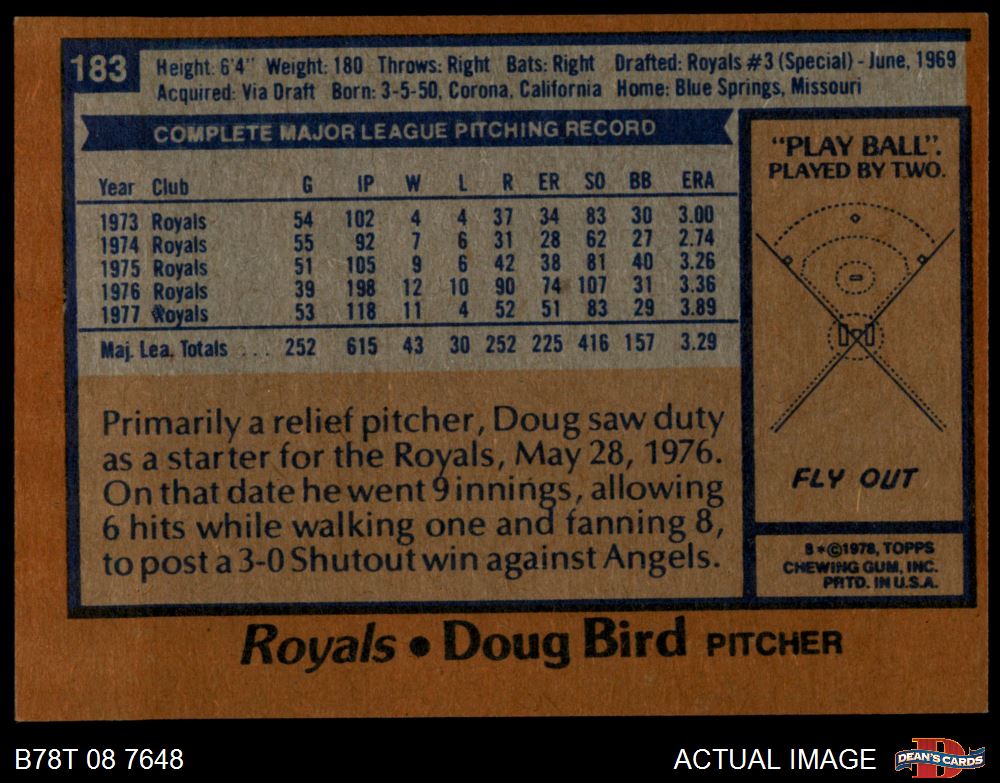 183
Height: 6'4" Weight: 180 Throws: Right Bats: Right Drafted: Royals #3 (Special) - June, 1969
Acquired: Via Draft Born: 3-5-50, Corona, California Home: Blue Springs, Missouri
COMPLETE MAJOR LEAGUE PITCHING RECORD
Year Club G IP W L R ER SO BB ERA
1973 Royals 54 102 4 4 37 34 83 30 3.00
1974 Royals 55 92 7 6 31 28 62 27 2.74
1975 Royals 51 105 9 6 42 38 81 40 3.26
1976 Royals 39 198 12 10 90 74 107 31 3.36
1977 Royals 53 118 11 4 52 51 83 29 3.89
Maj. Lea. Totals ... 252 615 43 30 252 225 416 157 3.29
Primarily a relief pitcher, Doug saw duty
as a starter for the Royals, May 28, 1976.
On that date he went 9 innings, allowing
6 hits while walking one and fanning 8,
to post a 3-0 Shutout win against Angels.
"PLAY BALL".
PLAYED BY TWO.
FLY OUT
8*©1978, TOPPS
CHEWING GUM, INC.
PRTD. IN U.S.A.
Royals • Doug Bird PITCHER
B78T 08 7648
ACTUAL IMAGE
D
DEAN'S CARDS